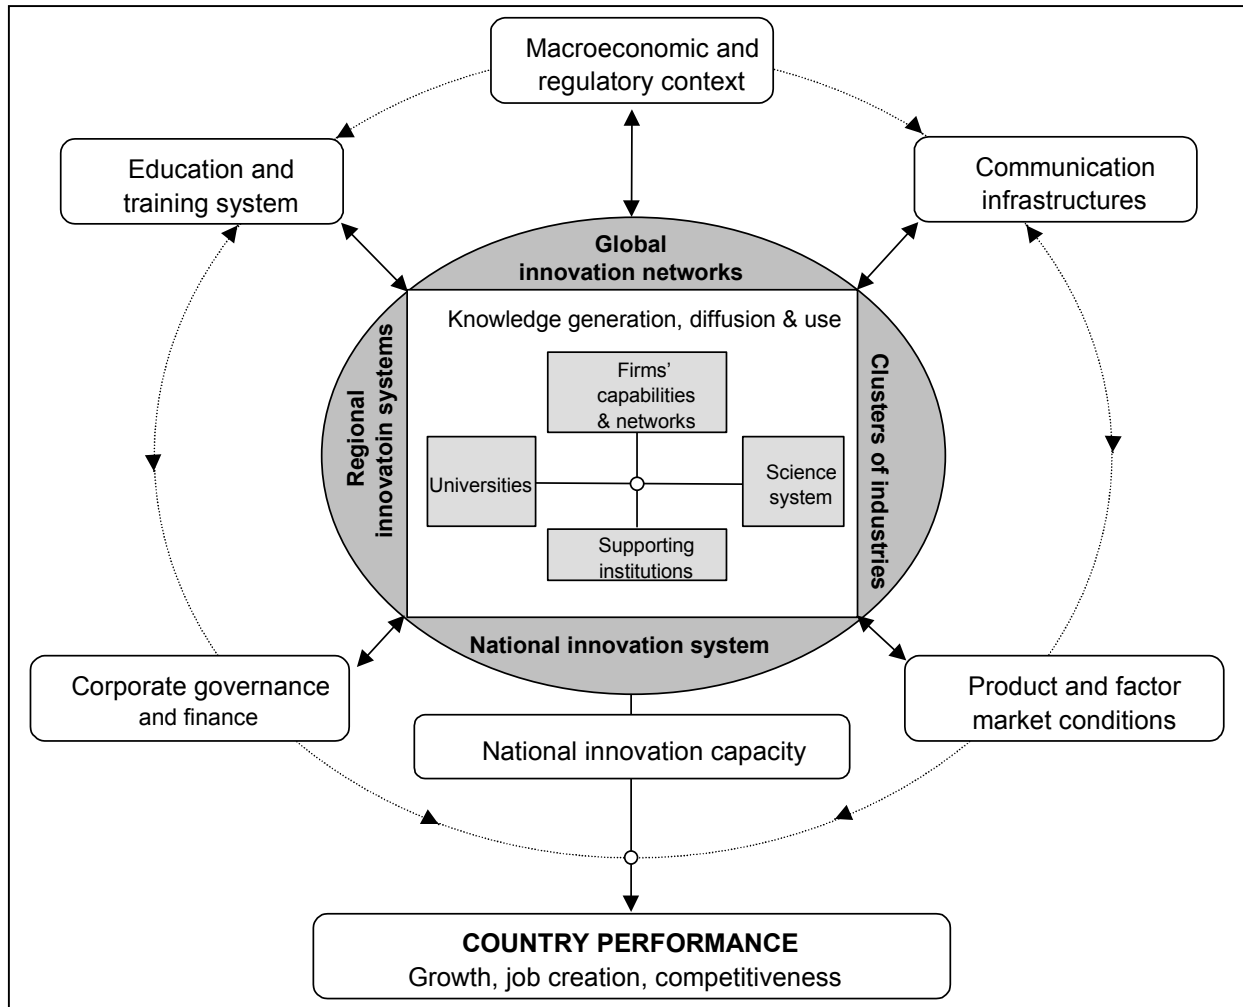 Macroeconomic and
regulatory context
Education and
training system
Communication
infrastructures
Global
innovation networks
Knowledge generation, diffusion & use
Regional
innovatoin systems
Clusters of industries
Firms’
capabilities
& networks
Universities
Science
system
Supporting
institutions
National innovation system
Corporate governance
and finance
Product and factor
market conditions
National innovation capacity
COUNTRY PERFORMANCE
Growth, job creation, competitiveness